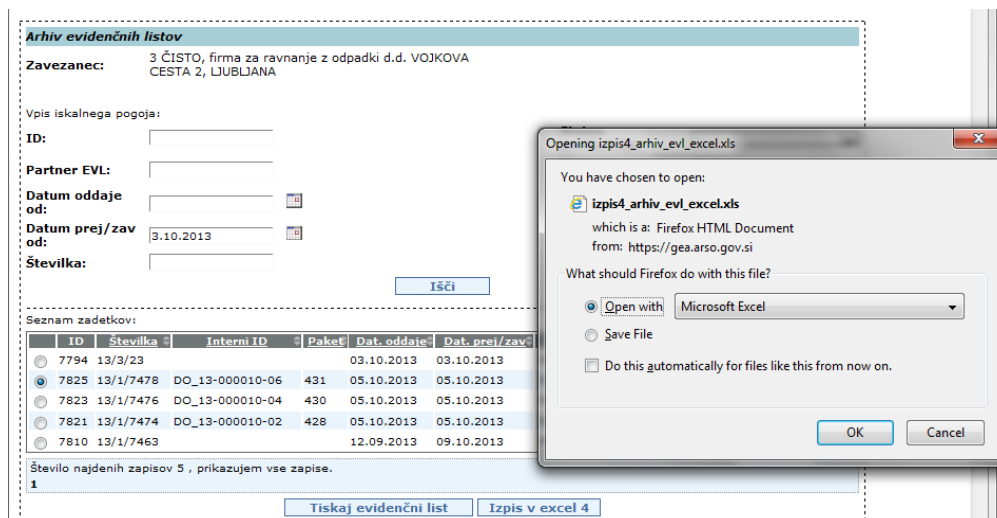 Arhiv evidenčnih listov
Zavezanec: 3 ČISTO, firma za ravnanje z odpadki d.d. VOJKOVA
CESTA 2, LJUBLJANA
Vpis iskalnega pogoja:
ID:
Partner EVL:
Datum oddaje
od:
Datum prej/zav
od: 3.10.2013
Številka:
Išči
Seznam zadetkov:
ID Številka Interni ID Paket Dat. oddaje Dat. prej/zav
7794 13/3/23 03.10.2013 03.10.2013
7825 13/1/7478 DO_13-000010-06 431 05.10.2013 05.10.2013
7823 13/1/7476 DO_13-000010-04 430 05.10.2013 05.10.2013
7821 13/1/7474 DO_13-000010-02 428 05.10.2013 05.10.2013
7810 13/1/7463 12.09.2013 09.10.2013
Število najdenih zapisov 5 , prikazujem vse zapise.
1
Tiskaj evidenčni list Izpis v excel 4
Opening izpis4_arhiv_evl_excel.xls
You have chosen to open:
izpis4_arhiv_evl_excel.xls
which is a: Firefox HTML Document
from: https://gea.arso.gov.si
What should Firefox do with this file?
Open with Microsoft Excel
Save File
Do this automatically for files like this from now on.
OK Cancel